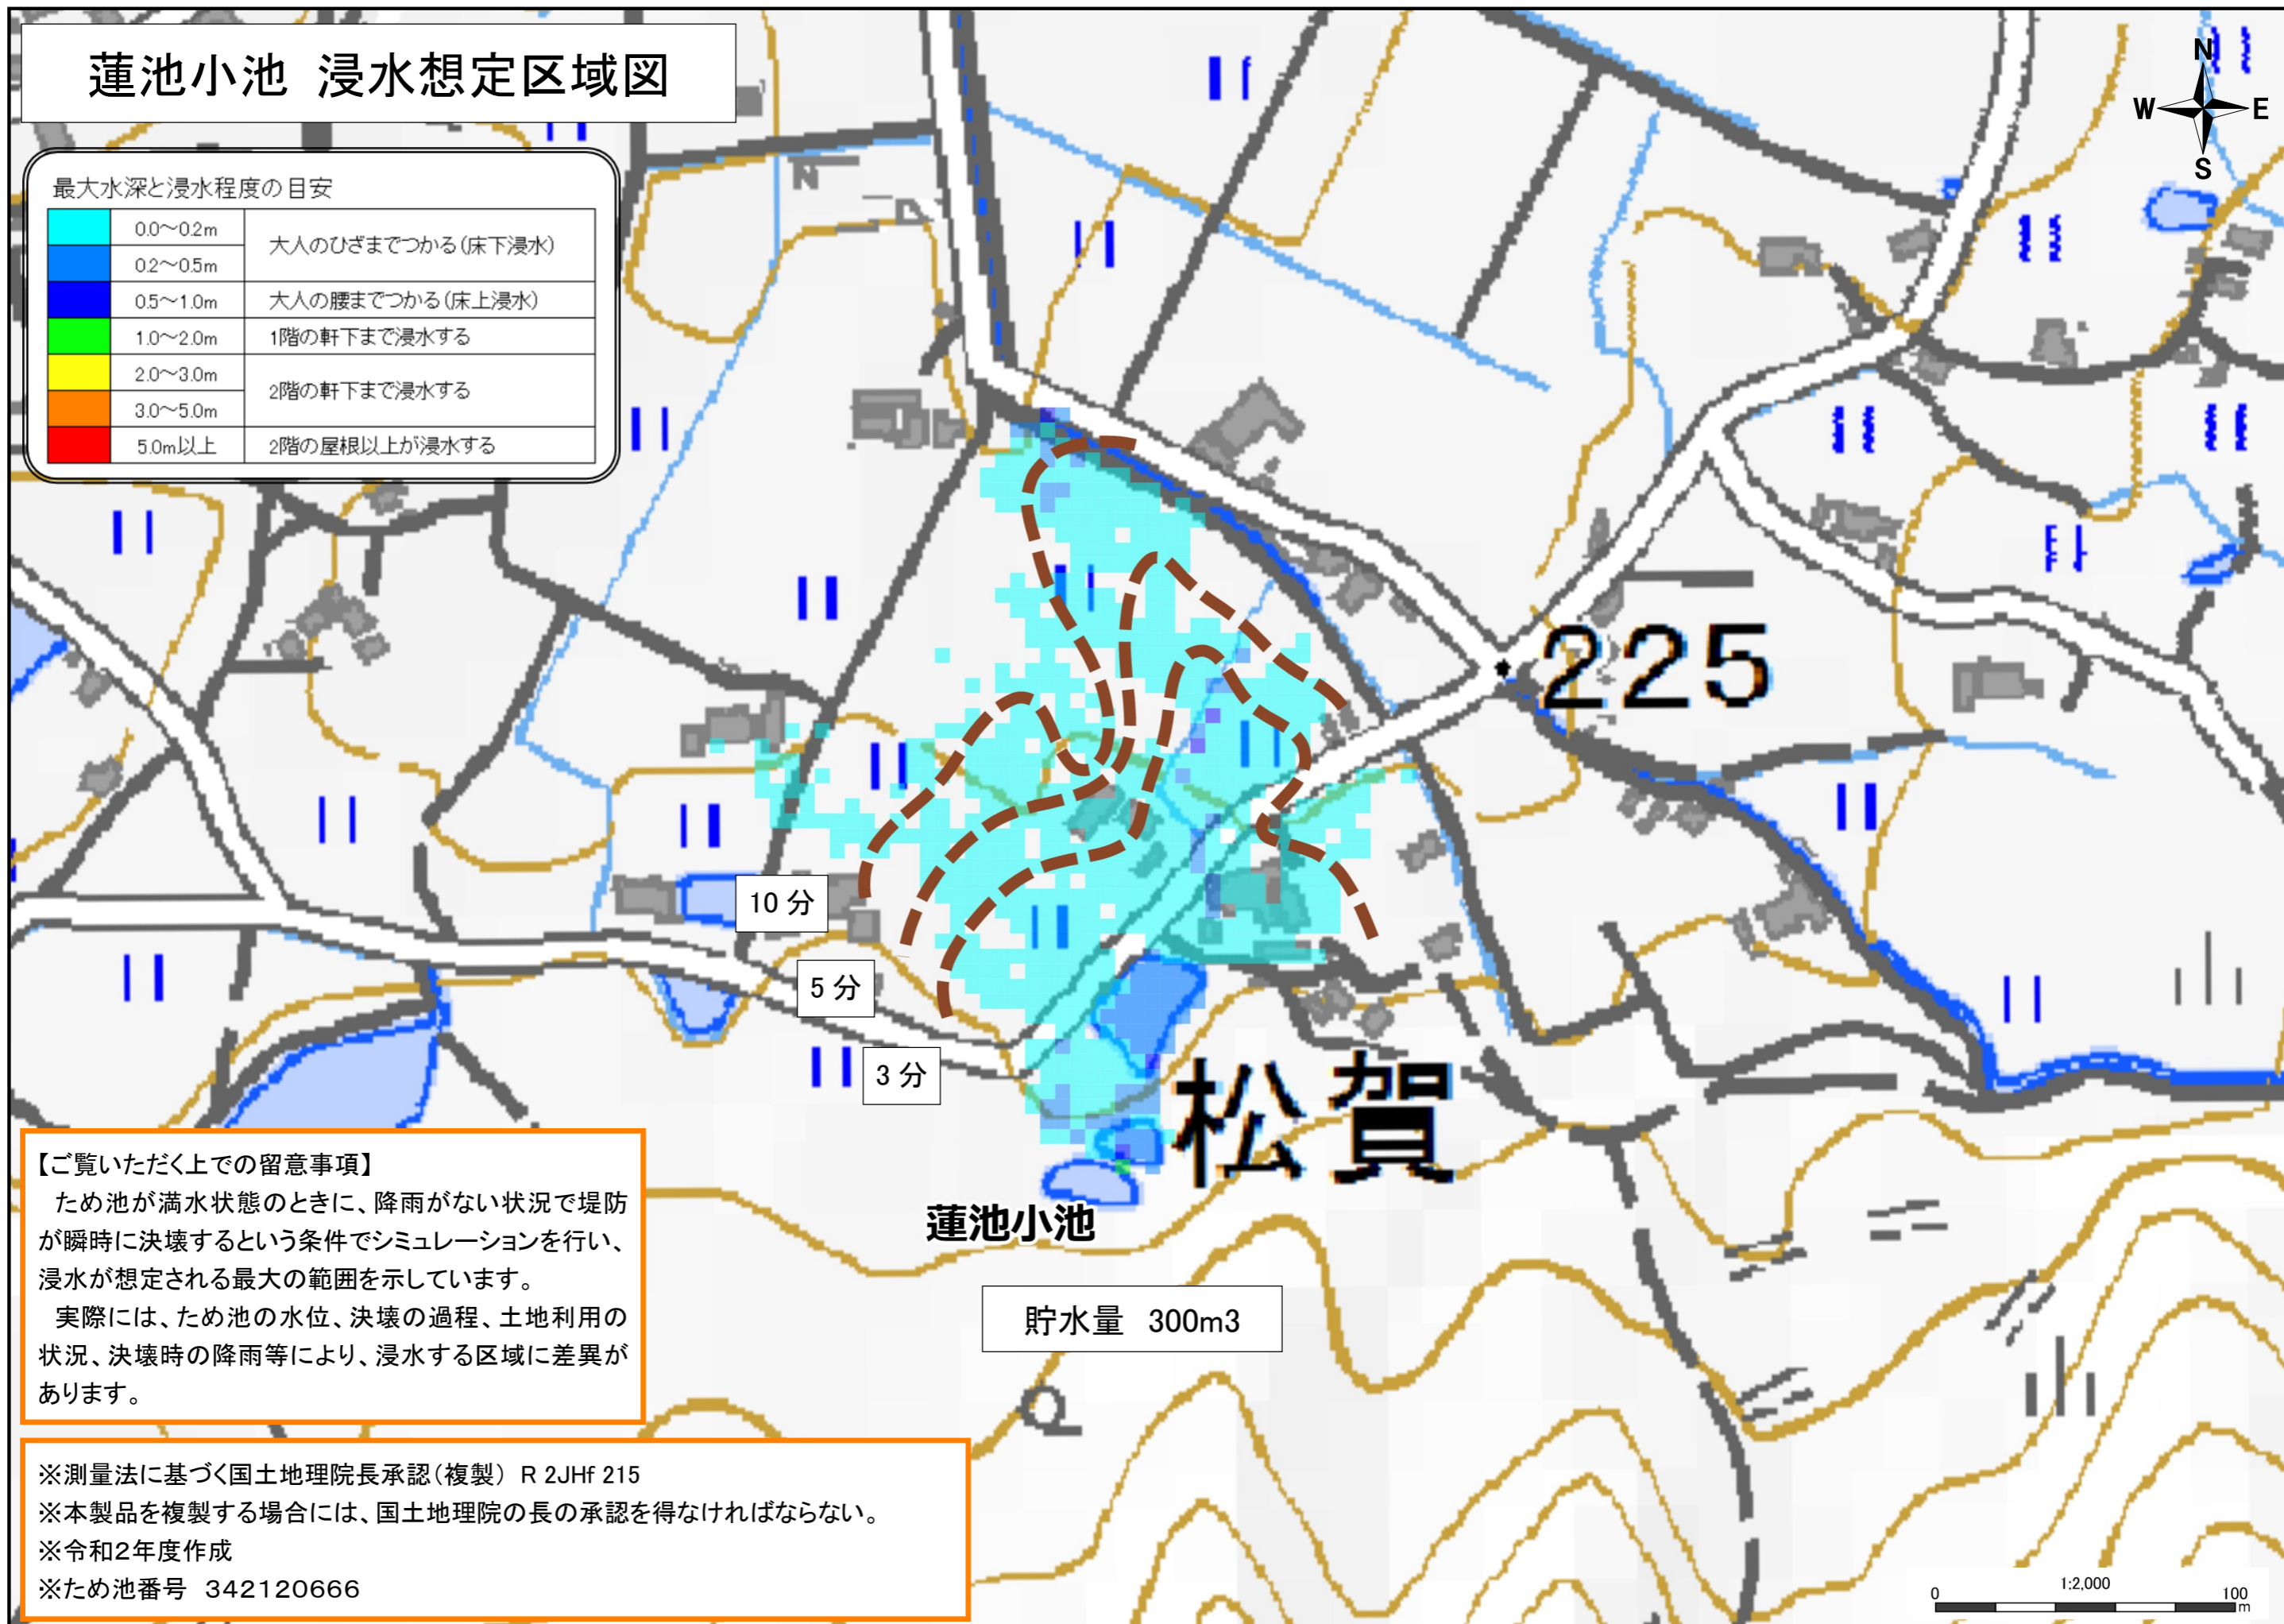 蓮池小池 浸水想定区域図
N
W E
S
最大水深と浸水程度の目安
0.0～0.2m
大人のひざまでつかる(床下浸水)
0.2～0.5m
0.5～1.0m 大人の腰までつかる(床上浸水)
1.0～2.0m 1階の軒下まで浸水する
2.0～3.0m
2階の軒下まで浸水する
3.0～5.0m
5.0m以上 2階の屋根以上が浸水する
225
10 分
5 分
3 分
松賀
蓮池小池
貯水量 300m3
【ご覧いただく上での留意事項】
ため池が満水状態のときに、降雨がない状況で堤防
が瞬時に決壊するという条件でシミュレーションを行い、
浸水が想定される最大の範囲を示しています。
実際には、ため池の水位、決壊の過程、土地利用の
状況、決壊時の降雨等により、浸水する区域に差異が
あります。
※測量法に基づく国土地理院長承認（複製） R 2JHf 215
※本製品を複製する場合には、国土地理院の長の承認を得なければならない。
※令和2年度作成
※ため池番号 342120666
1:2,000
0 100
m